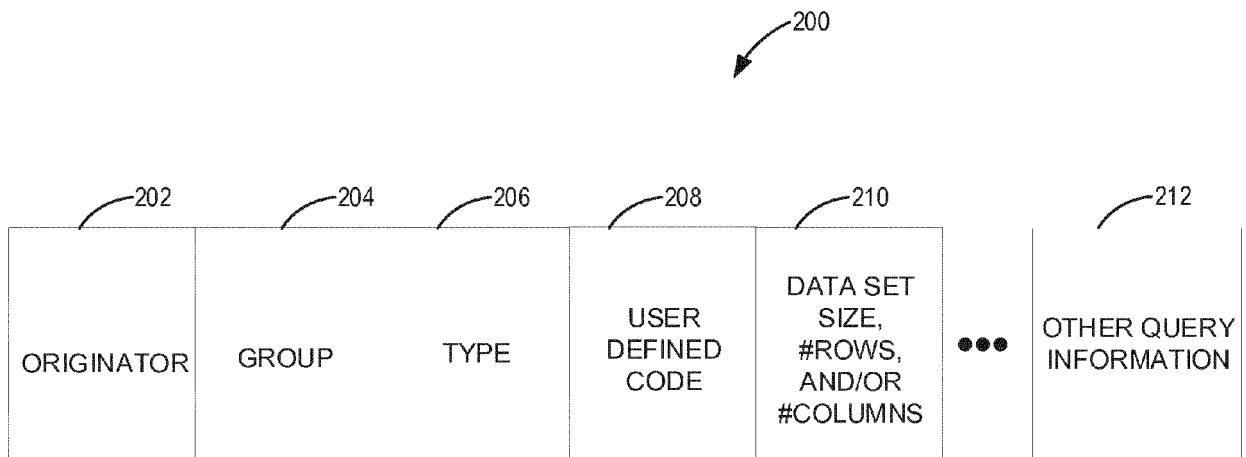 200
202
204
206
208
210
212
ORIGINATOR
GROUP
TYPE
USER
DEFINED
CODE
DATA SET
SIZE,
#ROWS,
AND/OR
#COLUMNS
OTHER QUERY
INFORMATION